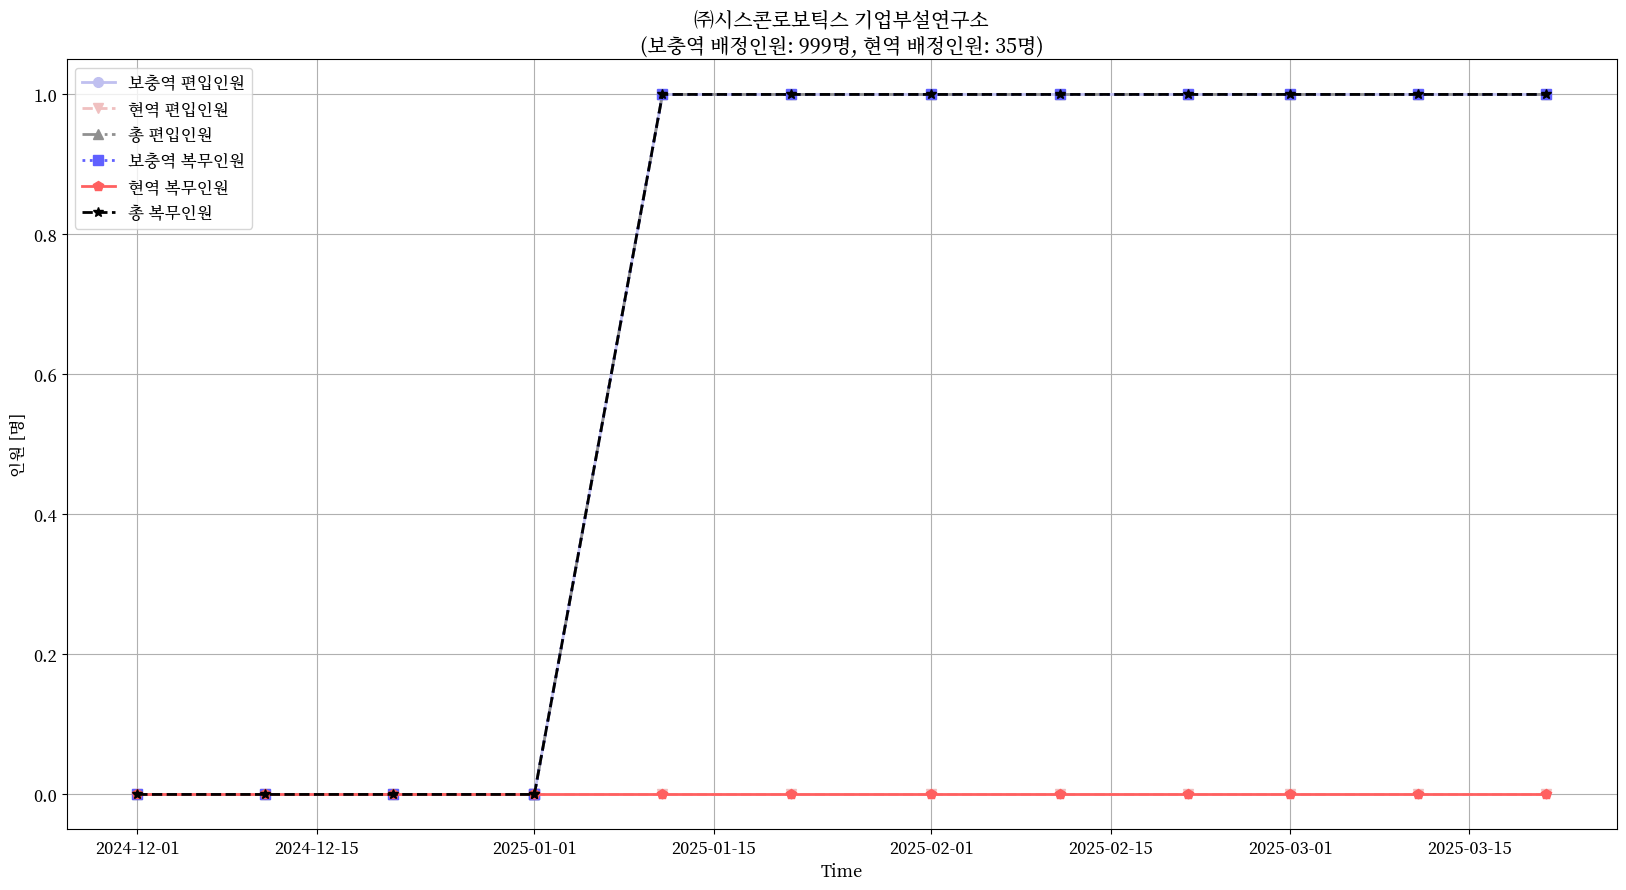 ㈜시스콘로보틱스 기업부설연구소
(보충역 배정인원: 999명, 현역 배정인원: 35명)
보충역 편입인원
현역 편입인원
총 편입인원
보충역 복무인원
현역 복무인원
총 복무인원
인원 [명]
1.0
0.8
0.6
0.4
0.2
0.0
2024-12-01
2024-12-15
2025-01-01
2025-01-15
2025-02-01
2025-02-15
2025-03-01
2025-03-15
Time